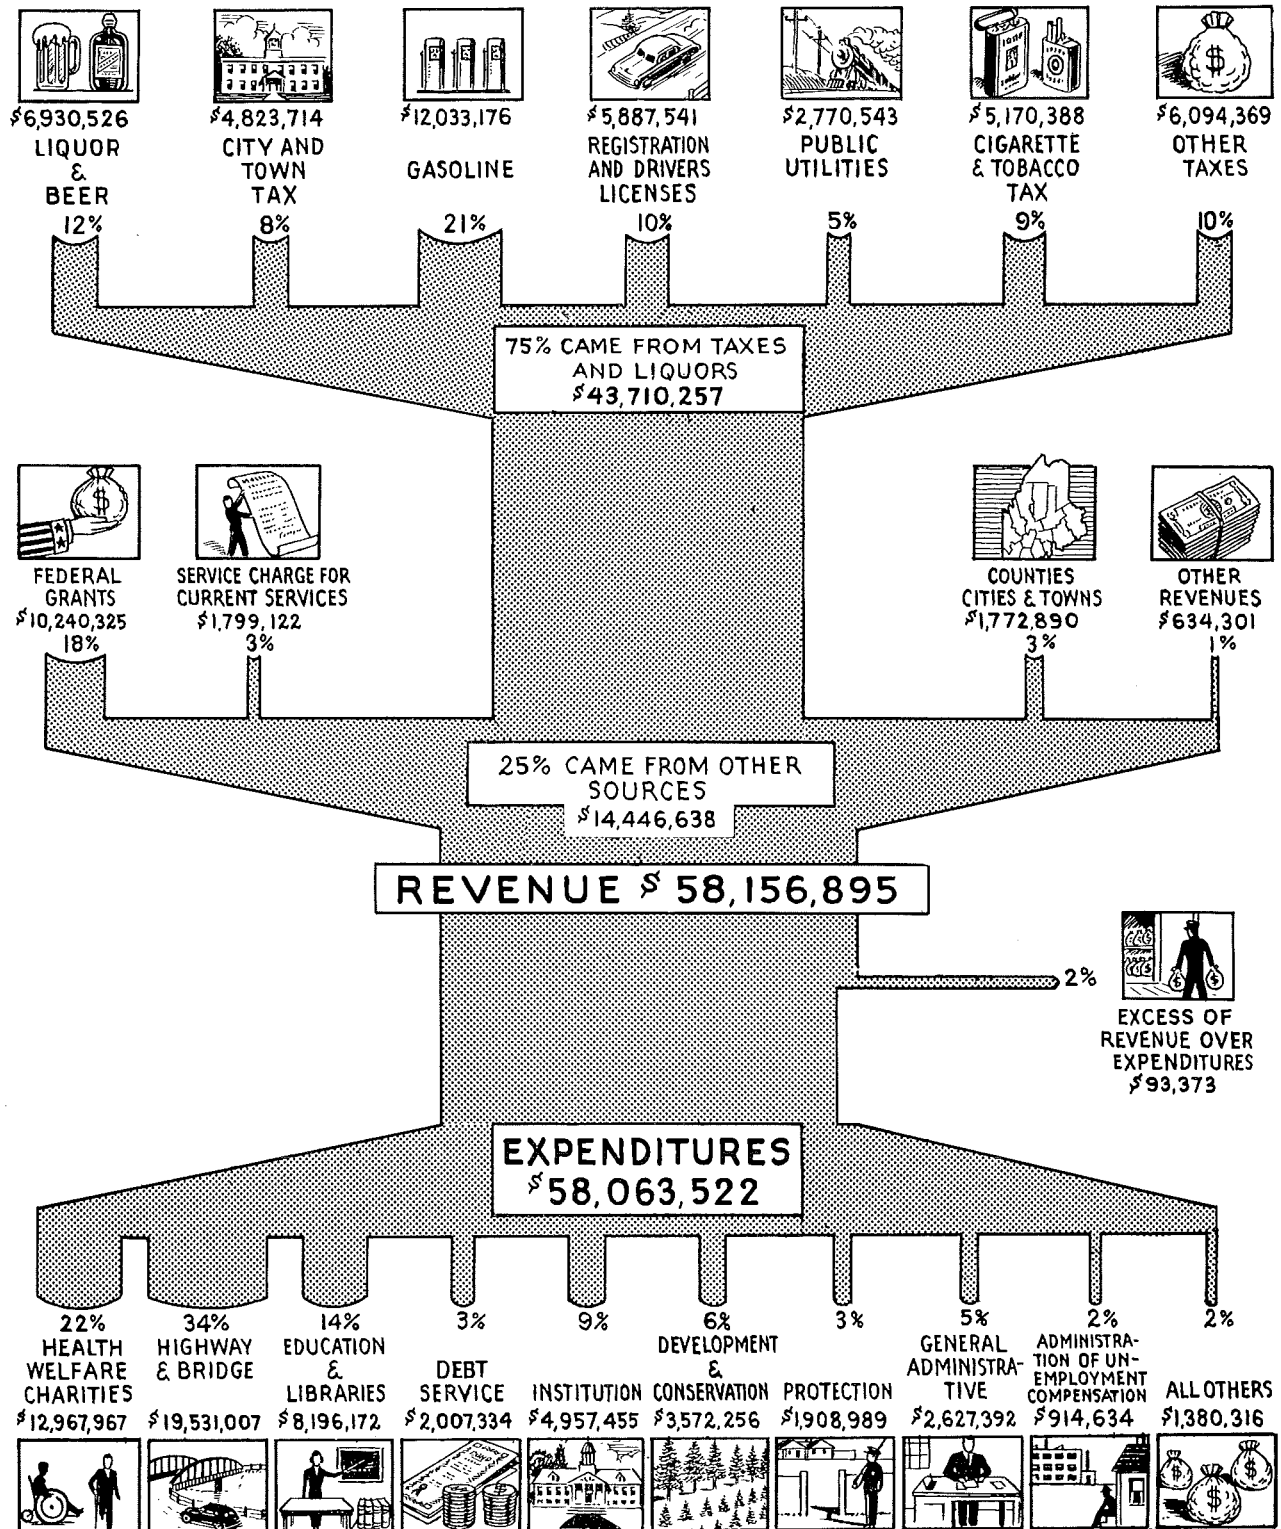 $6,930,526
LIQUOR
&
BEER
12%
$4,823,714
CITY AND
TOWN
TAX
8%
$12,033,176
GASOLINE
21%
$5,887,541
REGISTRATION
AND DRIVERS
LICENSES
10%
$2,770,543
PUBLIC
UTILITIES
5%
$5,170,388
CIGARETTE
& TOBACCO
TAX
9%
$6,094,369
OTHER
TAXES
10%
75% CAME FROM TAXES
AND LIQUORS
$43,710,257
FEDERAL
GRANTS
$10,240,325
18%
SERVICE CHARGE FOR
CURRENT SERVICES
$1,799,122
3%
COUNTIES
CITIES & TOWNS
$1,772,890
3%
OTHER
REVENUES
$634,301
1%
25% CAME FROM OTHER
SOURCES
$14,446,638
REVENUE $58,156,895
2%
EXCESS OF
REVENUE OVER
EXPENDITURES
$93,373
EXPENDITURES
$58,063,522
22%
HEALTH
WELFARE
CHARITIES
$12,967,967
34%
HIGHWAY
& BRIDGE
$19,531,007
14%
EDUCATION
&
LIBRARIES
$8,196,172
3%
DEBT
SERVICE
$2,007,334
9%
INSTITUTION
$4,957,455
6%
DEVELOPMENT
&
CONSERVATION
$3,572,256
3%
PROTECTION
$1,908,989
5%
GENERAL
ADMINISTRA-
TIVE
$2,627,392
2%
ADMINISTRA-
TION OF UN-
EMPLOYMENT
COMPENSATION
$914,634
2%
ALL OTHERS
$1,380,316